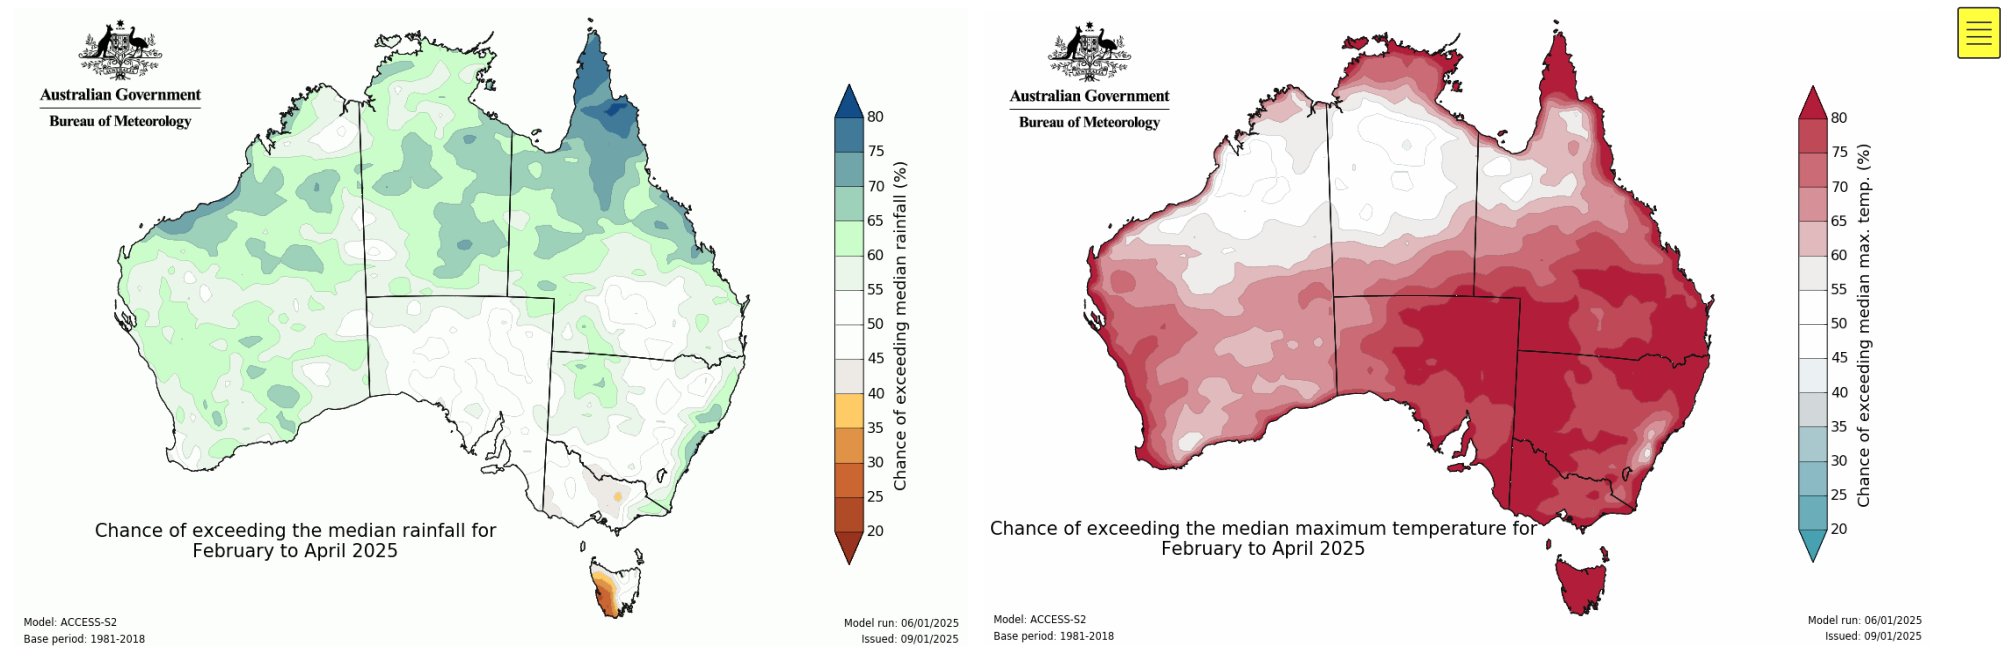 Australian Government
Bureau of Meteorology
80
75
70
65
60
55
50
45
40
35
30
25
20
Chance of exceeding median rainfall (%)
Chance of exceeding the median rainfall for
February to April 2025
Model: ACCESS-S2
Base period: 1981-2018
Model run: 06/01/2025
Issued: 09/01/2025
Australian Government
Bureau of Meteorology
80
75
70
65
60
55
50
45
40
35
30
25
20
Chance of exceeding median max. temp. (%)
Chance of exceeding the median maximum temperature for
February to April 2025
Model: ACCESS-S2
Base period: 1981-2018
Model run: 06/01/2025
Issued: 09/01/2025